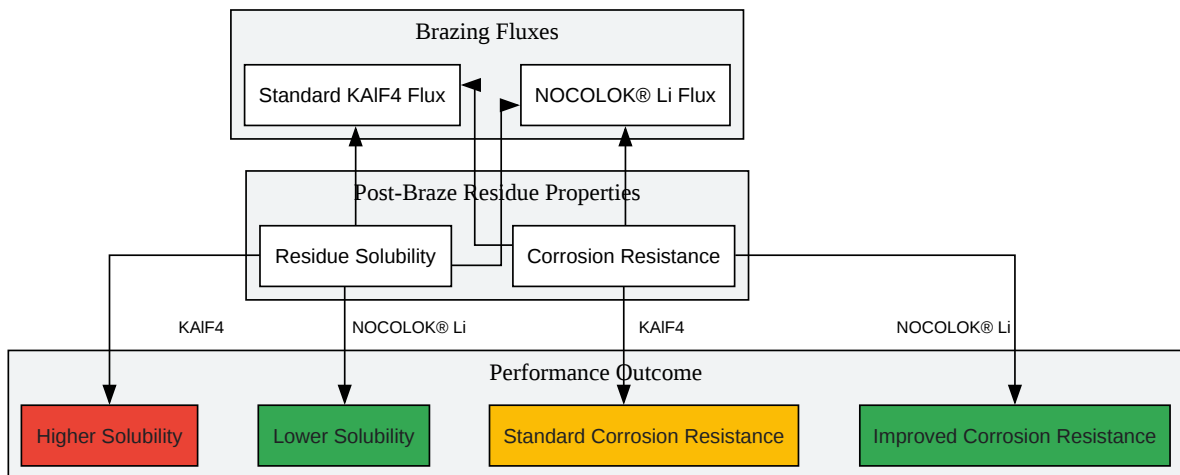 Brazing Fluxes
Standard KAlF4 Flux
NOCOLOK® Li Flux
Post-Braze Residue Properties
Residue Solubility
Corrosion Resistance
KAlF4
NOCOLOK® Li
KAlF4
NOCOLOK® Li
Performance Outcome
Higher Solubility
Lower Solubility
Standard Corrosion Resistance
Improved Corrosion Resistance